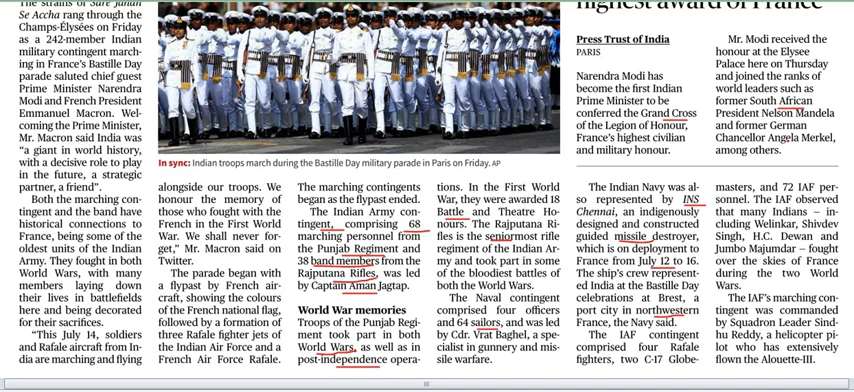 The strains of Sare Jahan
Se Accha rang through the
Champs-Élysées on Friday
as a 242-member Indian
military contingent march-
ing in France's Bastille Day
parade saluted chief guest
Prime Minister Narendra
Modi and French President
Emmanuel Macron. Wel-
coming the Prime Minister,
Mr. Macron said India was
"a giant in world history,
with a decisive role to play
in the future, a strategic
partner, a friend".
Both the marching con-
tingent and the band have
historical connections to
France, being some of the
oldest units of the Indian
Army. They fought in both
World Wars, with many
members laying down
their lives in battlefields
here and being decorated
for their sacrifices.
"This July 14, soldiers
and Rafale aircraft from In-
dia are marching and flying
In sync: Indian troops march during the Bastille Day military parade in Paris on Friday. AP
alongside our troops. We
honour the memory of
those who fought with the
French in the First World
War. We shall never for-
get," Mr. Macron said on
Twitter.
The parade began with
a flypast by French air-
craft, showing the colours
of the French national flag,
followed by a formation of
three Rafale fighter jets of
the Indian Air Force and a
French Air Force Rafale.
The marching contingents
began as the flypast ended.
The Indian Army con-
tingent, comprising 68
marching personnel from
the Punjab Regiment and
38 band members from the
Rajputana Rifles, was led
by Captain Aman Jagtap.
World War memories
Troops of the Punjab Regi-
ment took part in both
World Wars, as well as in
post-independence opera-
tions. In the First World
War, they were awarded 18
Battle and Theatre Ho-
nours. The Rajputana Ri-
fles is the seniormost rifle
regiment of the Indian Ar-
my and took part in some
of the bloodiest battles of
both the World Wars.
The Naval contingent
comprised four officers
and 64 sailors, and was led
by Cdr. Vrat Baghel, a spe-
cialist in gunnery and mis-
sile warfare.
highest award of France
Press Trust of India
PARIS
Narendra Modi has
become the first Indian
Prime Minister to be
conferred the Grand Cross
of the Legion of Honour,
France's highest civilian
and military honour.
Mr. Modi received the
honour at the Elysee
Palace here on Thursday
and joined the ranks of
world leaders such as
former South African
President Nelson Mandela
and former German
Chancellor Angela Merkel,
among others.
The Indian Navy was al-
so represented by INS
Chennai, an indigenously
designed and constructed
guided missile destroyer,
which is on deployment to
France from July 12 to 16.
The ship's crew represent-
ed India at the Bastille Day
celebrations at Brest, a
port city in northwestern
France, the Navy said.
The IAF contingent
comprised four Rafale
fighters, two C-17 Globe-
masters, and 72 IAF per-
sonnel. The IAF observed
that many Indians – in-
cluding Welinkar, Shivdev
Singh, H.C. Dewan and
Jumbo Majumdar – fought
over the skies of France
during the two World
Wars.
The IAF's marching con-
tingent was commanded
by Squadron Leader Sind-
hu Reddy, a helicopter pi-
lot who has extensively
flown the Alouette-III.